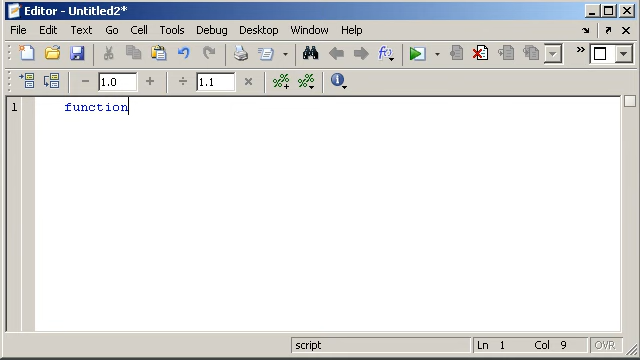 Editor - Untitled2*
File Edit Text Go Cell Tools Debug Desktop Window Help
1.0 1.1
1 function
script Ln 1 Col 9 OVR